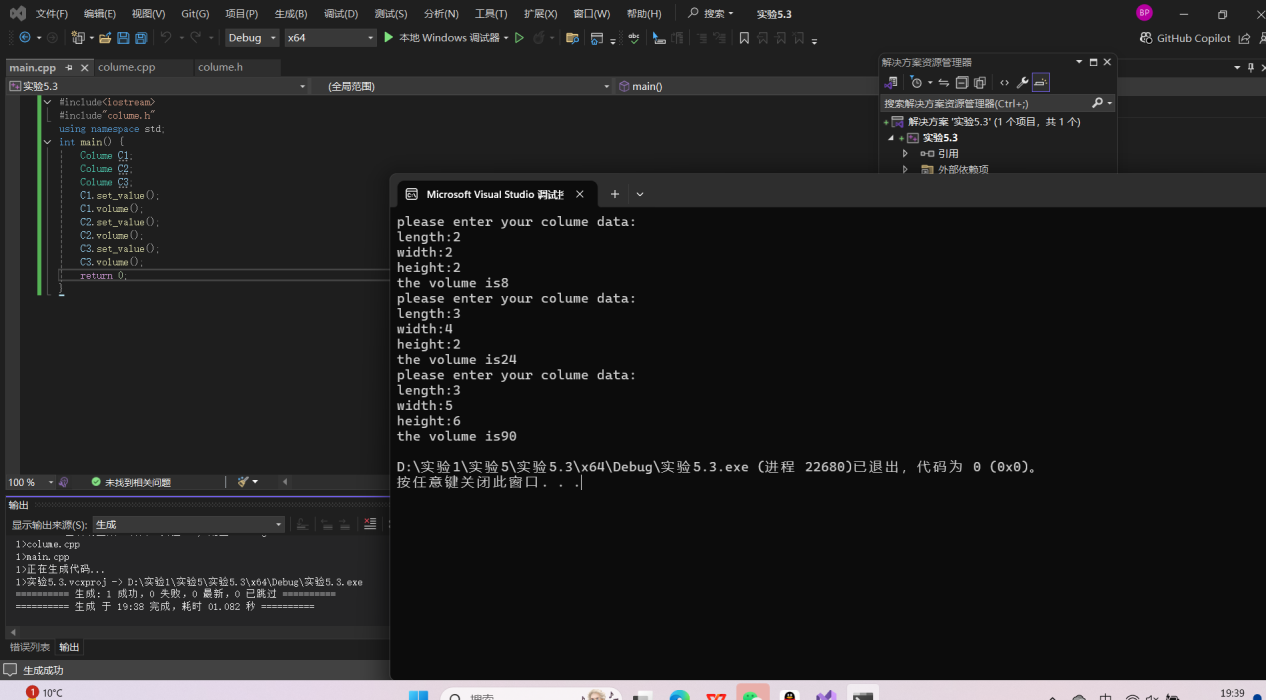 文件(F) 编辑(E) 视图(V) Git(G) 项目(P) 生成(B) 调试(D) 测试(S) 分析(N) 工具(T) 扩展(X) 窗口(W) 帮助(H) 搜索 实验5.3 BP
Debug x64 本地 Windows 调试器 GitHub Copilot
main.cpp colume.cpp colume.h
实验5.3 (全局范围) main()
#include<iostream>
#include"colume.h"
using namespace std;
int main() {
Colume C1;
Colume C2;
Colume C3;
C1.set_value();
C1.volume();
C2.set_value();
C2.volume();
C3.set_value();
C3.volume();
return 0;
}
解决方案资源管理器
搜索解决方案资源管理器(Ctrl+;)
解决方案 '实验5.3' (1 个项目，共 1 个)
实验5.3
引用
外部依赖项
Microsoft Visual Studio 调试
please enter your colume data:
length:2
width:2
height:2
the volume is8
please enter your colume data:
length:3
width:4
height:2
the volume is24
please enter your colume data:
length:3
width:5
height:6
the volume is90
D:\实验1\实验5\实验5.3\x64\Debug\实验5.3.exe (进程 22680)已退出，代码为 0 (0x0)。
按任意键关闭此窗口. . .
100 % 未找到相关问题
输出
显示输出来源(S): 生成
1>colume.cpp
1>main.cpp
1>正在生成代码...
1>实验5.3.vcxproj -> D:\实验1\实验5\实验5.3\x64\Debug\实验5.3.exe
========== 生成: 1 成功，0 失败，0 最新，0 已跳过 ==========
========== 生成 于 19:38 完成，耗时 01.082 秒 ==========
错误列表 输出
生成成功
1 10°C 搜索 中 19:39